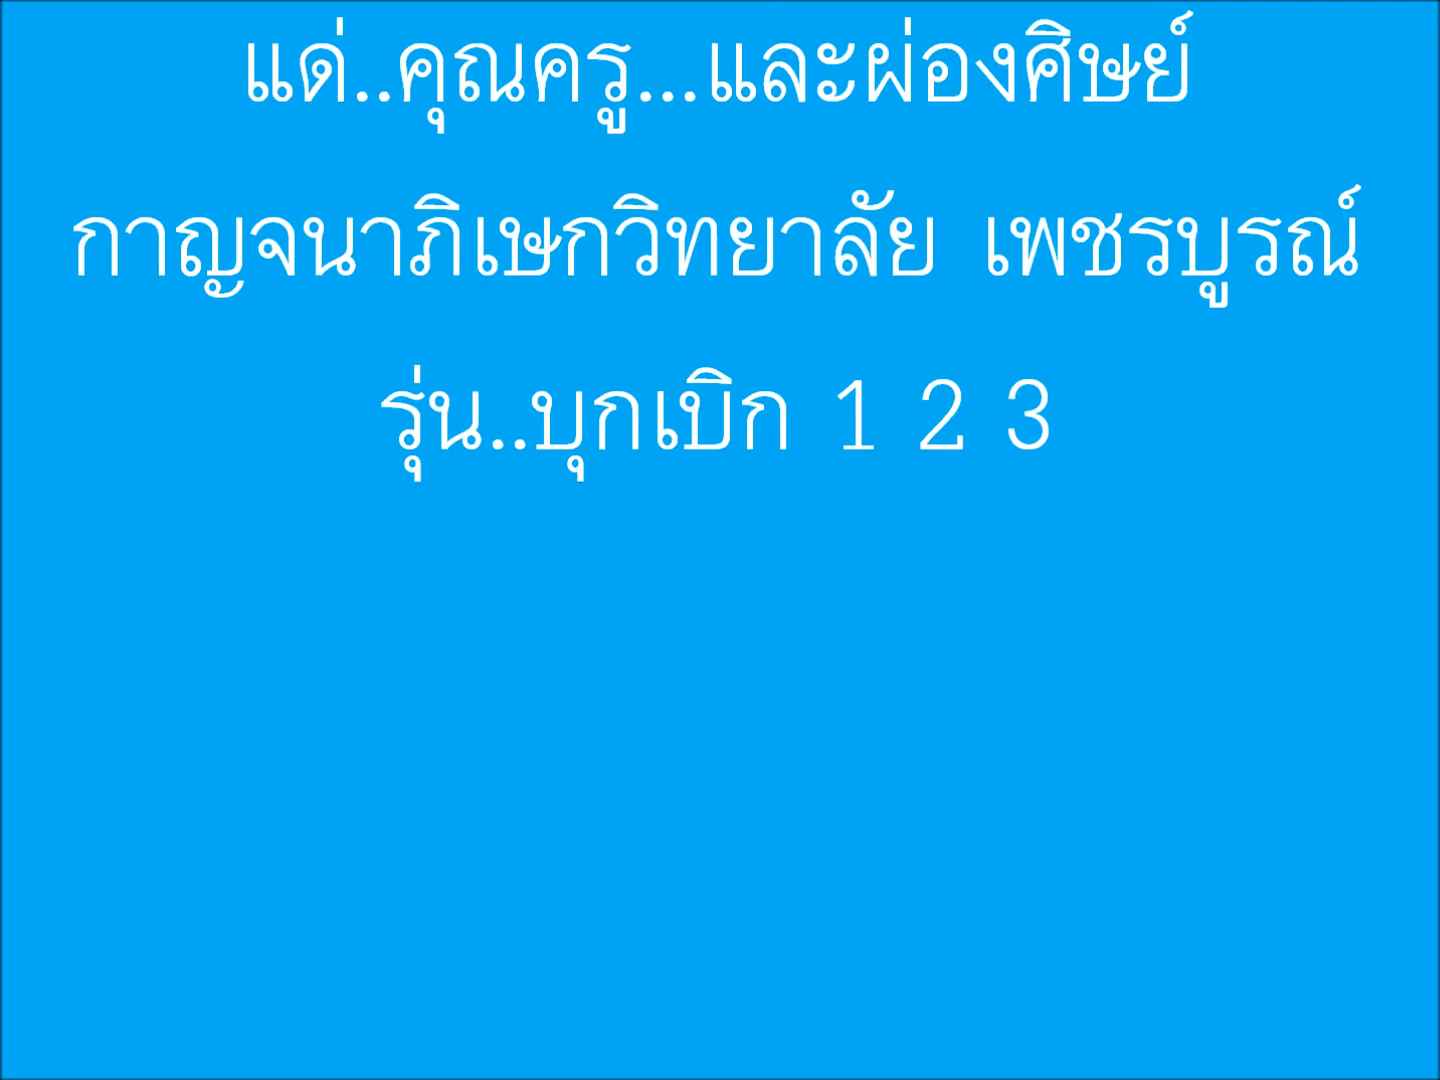 แด่..คุณครู...และผ่องศิษย์
กาญจนาภิเษกวิทยาลัย เพชรบูรณ์
รุ่น..บุกเบิก 1 2 3